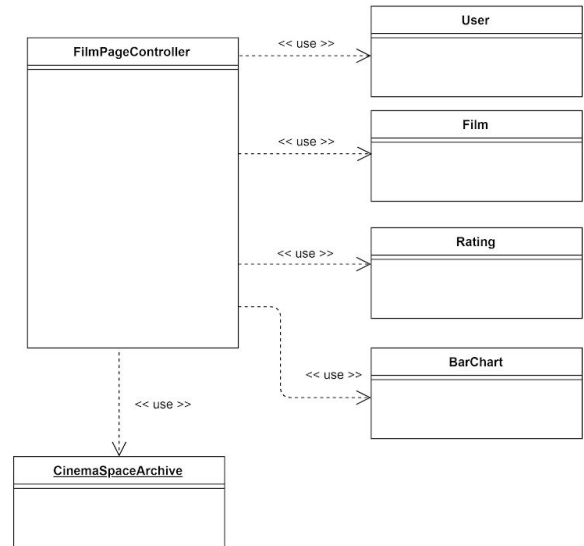 User
<< use >>
FilmPageController
Film
<< use >>
Rating
<< use >>
BarChart
<< use >>
<< use >>
CinemaSpaceArchive